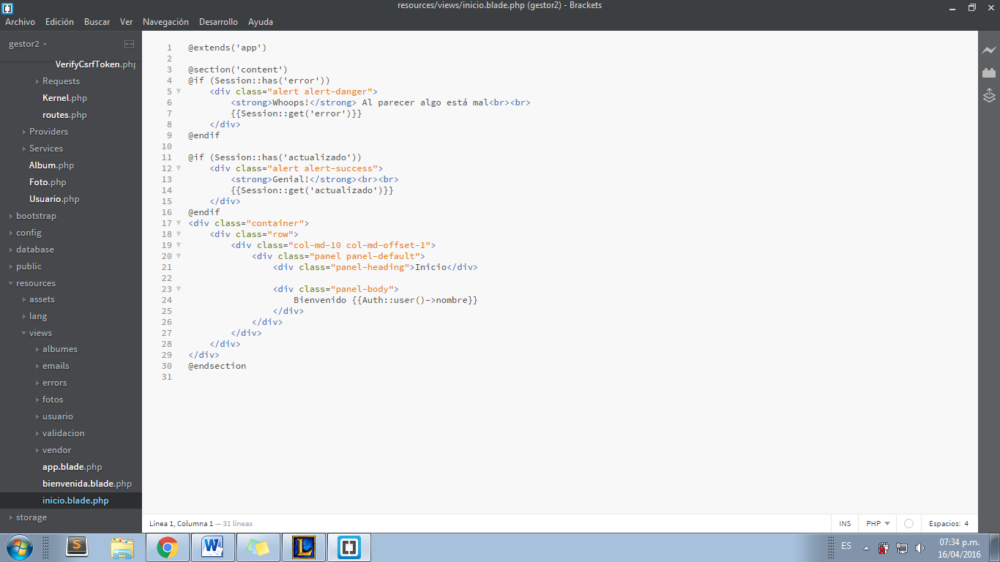 resources/views/inicio.blade.php (gestor2) - Brackets
Archivo Edición Buscar Ver Navegación Desarrollo Ayuda
gestor2
VerifyCsrfToken.php
Requests
Kernel.php
routes.php
Providers
Services
Album.php
Foto.php
Usuario.php
bootstrap
config
database
public
resources
assets
lang
views
albumes
emails
errors
fotos
usuario
validacion
vendor
app.blade.php
bienvenida.blade.php
inicio.blade.php
storage
1 @extends('app')
2
3 @section('content')
4 @if (Session::has('error'))
5     <div class="alert alert-danger">
6         <strong>Whoops!</strong> Al parecer algo está mal<br><br>
7         {{Session::get('error')}}
8     </div>
9 @endif
10
11 @if (Session::has('actualizado'))
12     <div class="alert alert-success">
13         <strong>Genial!</strong><br><br>
14         {{Session::get('actualizado')}}
15     </div>
16 @endif
17 <div class="container">
18     <div class="row">
19         <div class="col-md-10 col-md-offset-1">
20             <div class="panel panel-default">
21                 <div class="panel-heading">Inicio</div>
22
23                 <div class="panel-body">
24                     Bienvenido {{Auth::user()->nombre}}
25                 </div>
26             </div>
27         </div>
28     </div>
29 </div>
30 @endsection
31
Línea 1, Columna 1 — 31 líneas
INS PHP Espacios: 4
S W L ES
07:34 p.m.
16/04/2016